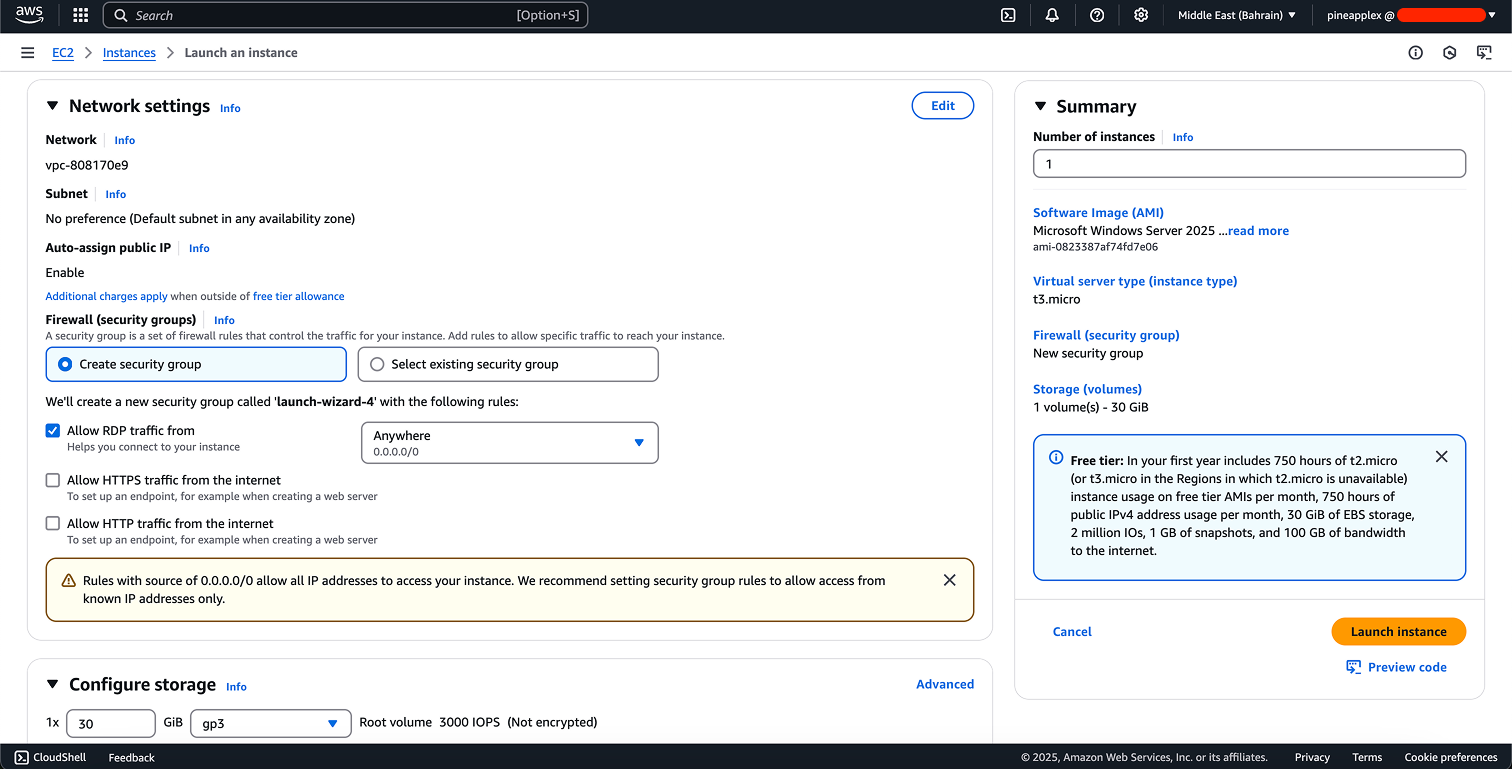 aws
Search [Option+S]
Middle East (Bahrain) pineapplex @
EC2 Instances Launch an instance
Network settings Info Edit
Network Info
vpc-808170e9
Subnet Info
No preference (Default subnet in any availability zone)
Auto-assign public IP Info
Enable
Additional charges apply when outside of free tier allowance
Firewall (security groups) Info
A security group is a set of firewall rules that control the traffic for your instance. Add rules to allow specific traffic to reach your instance.
Create security group Select existing security group
We'll create a new security group called 'launch-wizard-4' with the following rules:
Allow RDP traffic from
Helps you connect to your instance
Anywhere
0.0.0.0/0
Allow HTTPS traffic from the internet
To set up an endpoint, for example when creating a web server
Allow HTTP traffic from the internet
To set up an endpoint, for example when creating a web server
Rules with source of 0.0.0.0/0 allow all IP addresses to access your instance. We recommend setting security group rules to allow access from
known IP addresses only.
Configure storage Info Advanced
1x 30 GiB gp3 Root volume 3000 IOPS (Not encrypted)
Summary
Number of instances Info
1
Software Image (AMI)
Microsoft Windows Server 2025 ...read more
ami-0823387af74fd7e06
Virtual server type (instance type)
t3.micro
Firewall (security group)
New security group
Storage (volumes)
1 volume(s) - 30 GiB
Free tier: In your first year includes 750 hours of t2.micro
(or t3.micro in the Regions in which t2.micro is unavailable)
instance usage on free tier AMIs per month, 750 hours of
public IPv4 address usage per month, 30 GiB of EBS storage,
2 million IOs, 1 GB of snapshots, and 100 GB of bandwidth
to the internet.
Cancel Launch instance
Preview code
CloudShell Feedback © 2025, Amazon Web Services, Inc. or its affiliates. Privacy Terms Cookie preferences